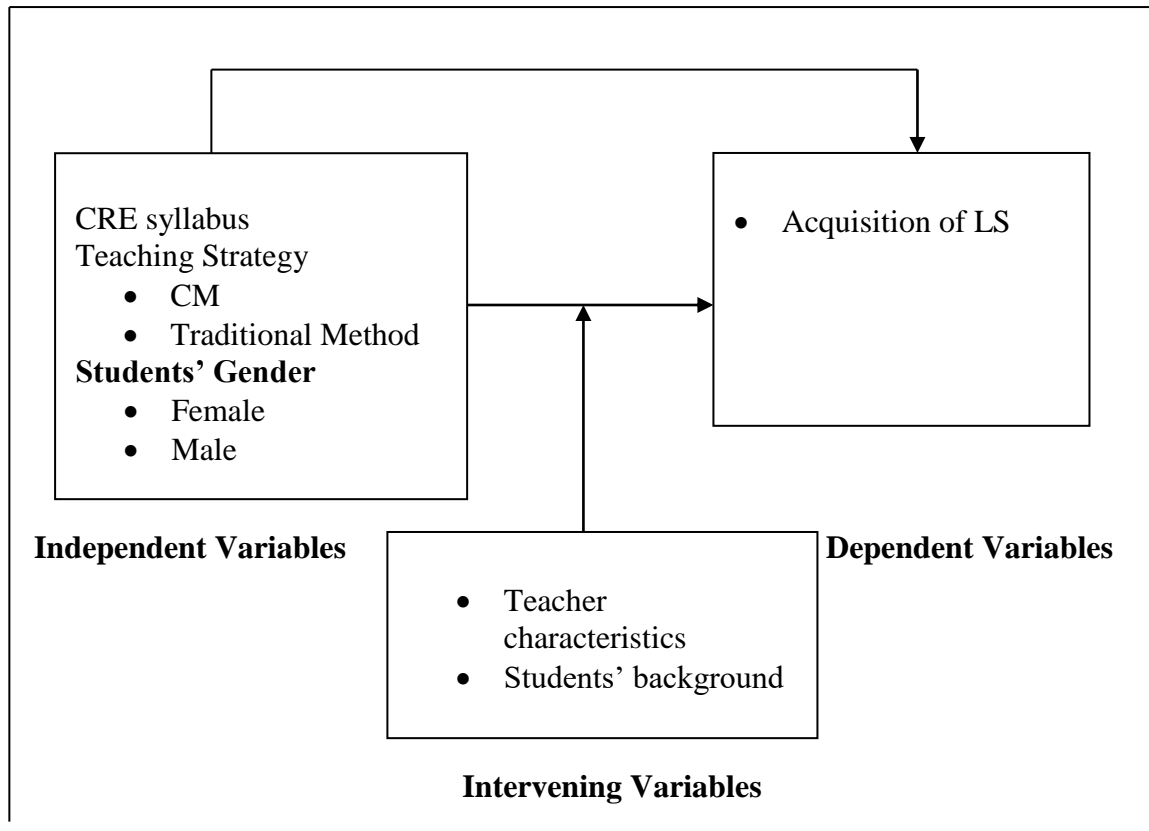 CRE syllabus
Teaching Strategy
• CM
• Traditional Method
Students’ Gender
• Female
• Male
Independent Variables
• Acquisition of LS
Dependent Variables
• Teacher
characteristics
• Students’ background
Intervening Variables